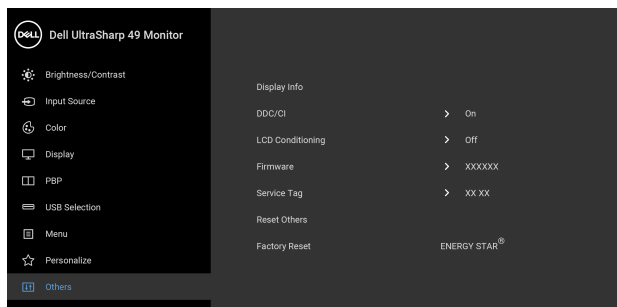 DELL Dell UltraSharp 49 Monitor
Brightness/Contrast
Input Source
Color
Display
PBP
USB Selection
Menu
Personalize
Others
Display Info
DDC/CI > On
LCD Conditioning > Off
Firmware > XXXXXX
Service Tag > XX XX
Reset Others
Factory Reset ENERGY STAR®